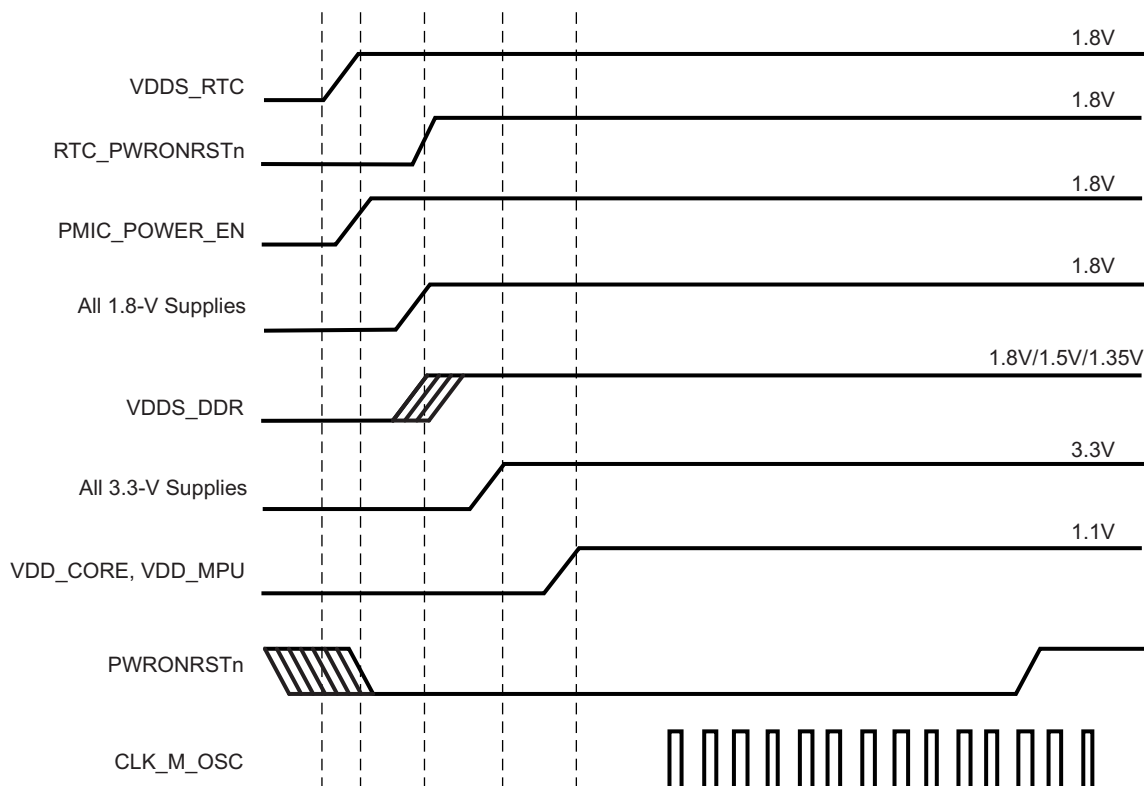 1.8V
VDDS_RTC
1.8V
RTC_PWRONRSTn
1.8V
PMIC_POWER_EN
1.8V
All 1.8-V Supplies
1.8V/1.5V/1.35V
VDDS_DDR
3.3V
All 3.3-V Supplies
1.1V
VDD_CORE, VDD_MPU
PWRONRSTn
CLK_M_OSC